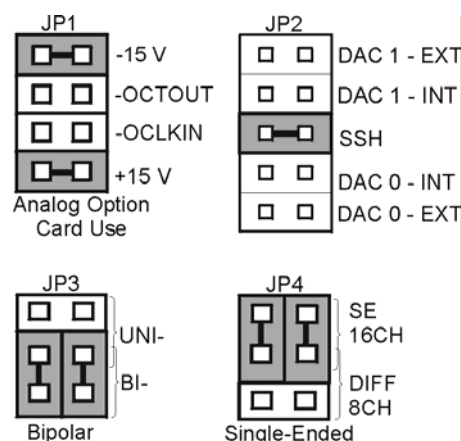 JP1
-15 V
-OCTOUT
-OCLKIN
+15 V
Analog Option
Card Use
JP2
DAC 1 - EXT
DAC 1 - INT
SSH
DAC 0 - INT
DAC 0 - EXT
JP3
UNI-
BI-
Bipolar
JP4
SE
16CH
DIFF
8CH
Single-Ended